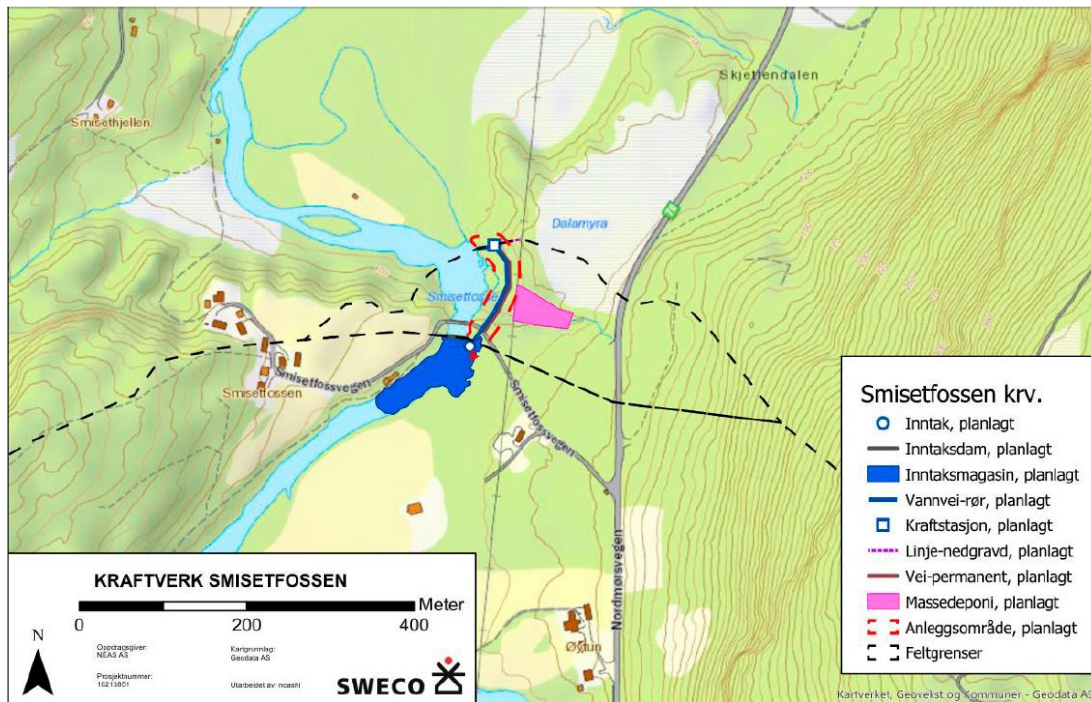 Skjetlendalen
Smisethjellen
Dalamyra
Smisetfosse
Smisetfossvegen
Smisetfossen
Smisetfossvegen
Nordmørsvegen
Øytun
Smisetfossen krv.
Inntak, planlagt
Inntaksdam, planlagt
Inntaksmagasin, planlagt
Vannvei-rør, planlagt
Kraftstasjon, planlagt
Linje-nedgravd, planlagt
Vei-permanent, planlagt
Massedeponi, planlagt
Anleggsområde, planlagt
Feltgrenser
KRAFTVERK SMISETFOSSEN
Meter
0 200 400
N
Oppdragsgiver:
NEAS AS
Kartgrunnlag:
Geodata AS
Prosjektnummer:
Utarbeidet av:
SWECO
Kartverket, Geovekst og Kommuner - Geodata AS